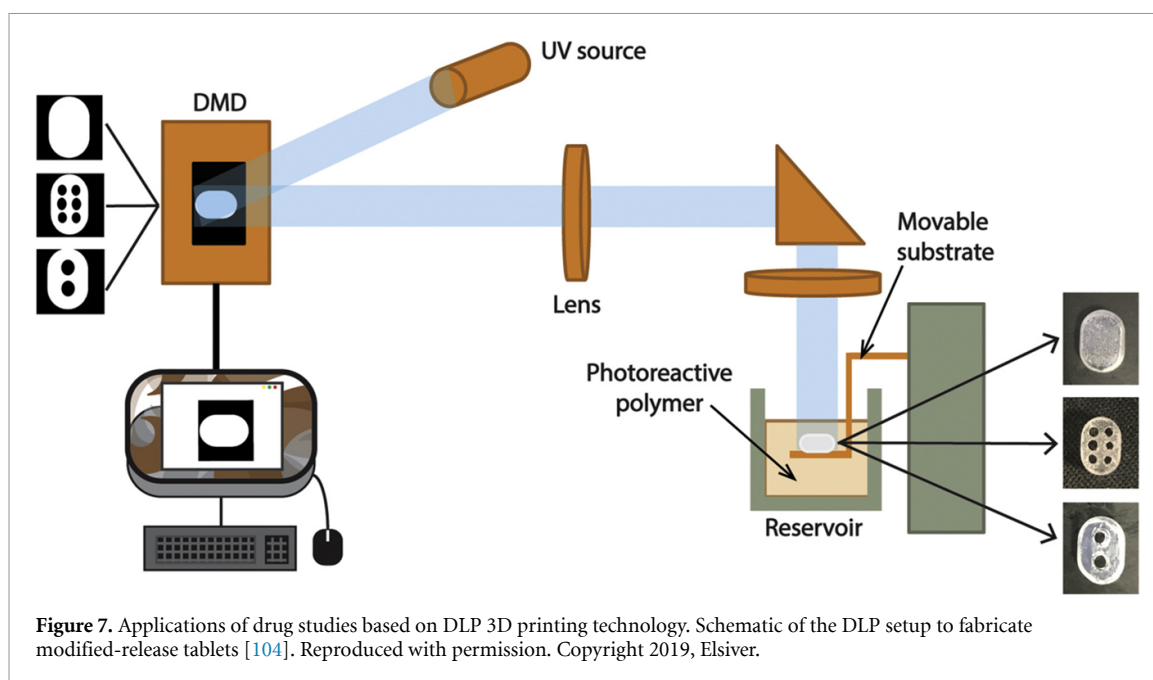 UV source
DMD
Movable
substrate
Lens
Photoreactive
polymer
Reservoir
Figure 7. Applications of drug studies based on DLP 3D printing technology. Schematic of the DLP setup to fabricate
modified-release tablets [104]. Reproduced with permission. Copyright 2019, Elsiver.